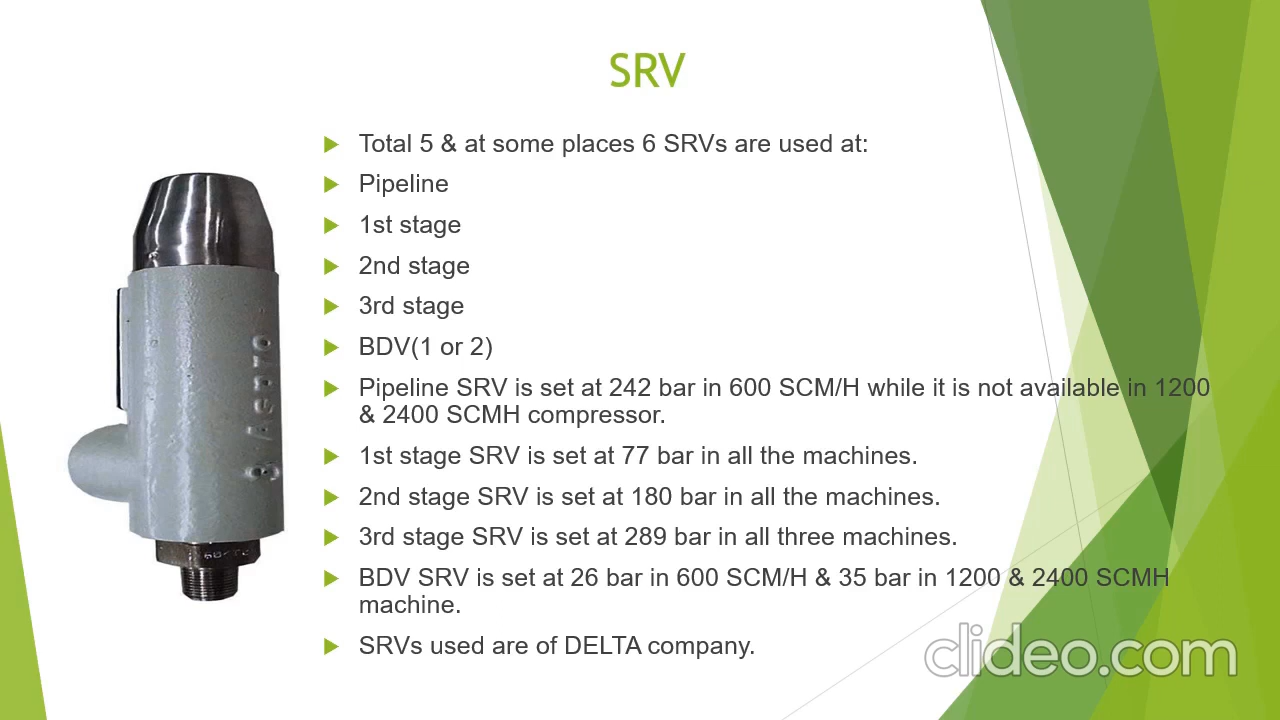 SRV
Total 5 & at some places 6 SRVs are used at:
Pipeline
1st stage
2nd stage
3rd stage
BDV(1 or 2)
Pipeline SRV is set at 242 bar in 600 SCM/H while it is not available in 1200
& 2400 SCMH compressor.
1st stage SRV is set at 77 bar in all the machines.
2nd stage SRV is set at 180 bar in all the machines.
3rd stage SRV is set at 289 bar in all three machines.
BDV SRV is set at 26 bar in 600 SCM/H & 35 bar in 1200 & 2400 SCMH
machine.
SRVs used are of DELTA company.
clideo.com